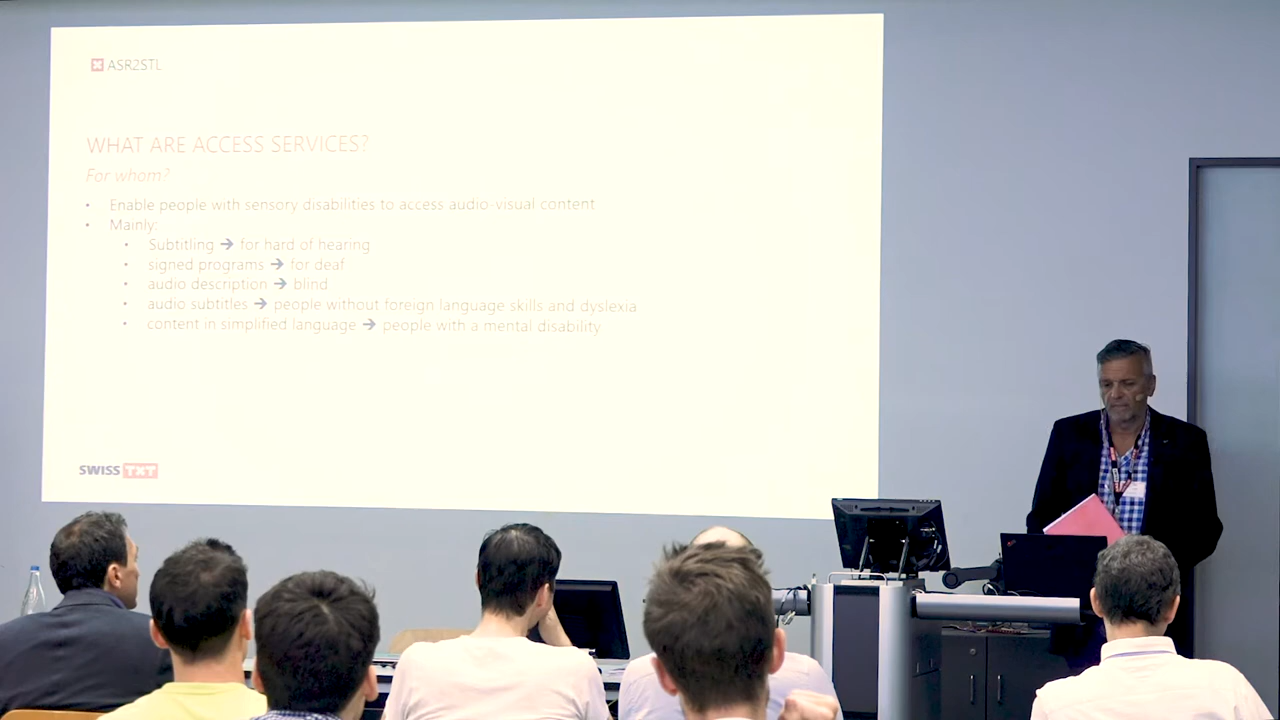 ASR2STL
WHAT ARE ACCESS SERVICES?
For whom?
• Enable people with sensory disabilities to access audio-visual content
• Mainly:
• Subtitling → for hard of hearing
• signed programs → for deaf
• audio description → blind
• audio subtitles → people without foreign language skills and dyslexia
• content in simplified language → people with a mental disability
SWISS TXT